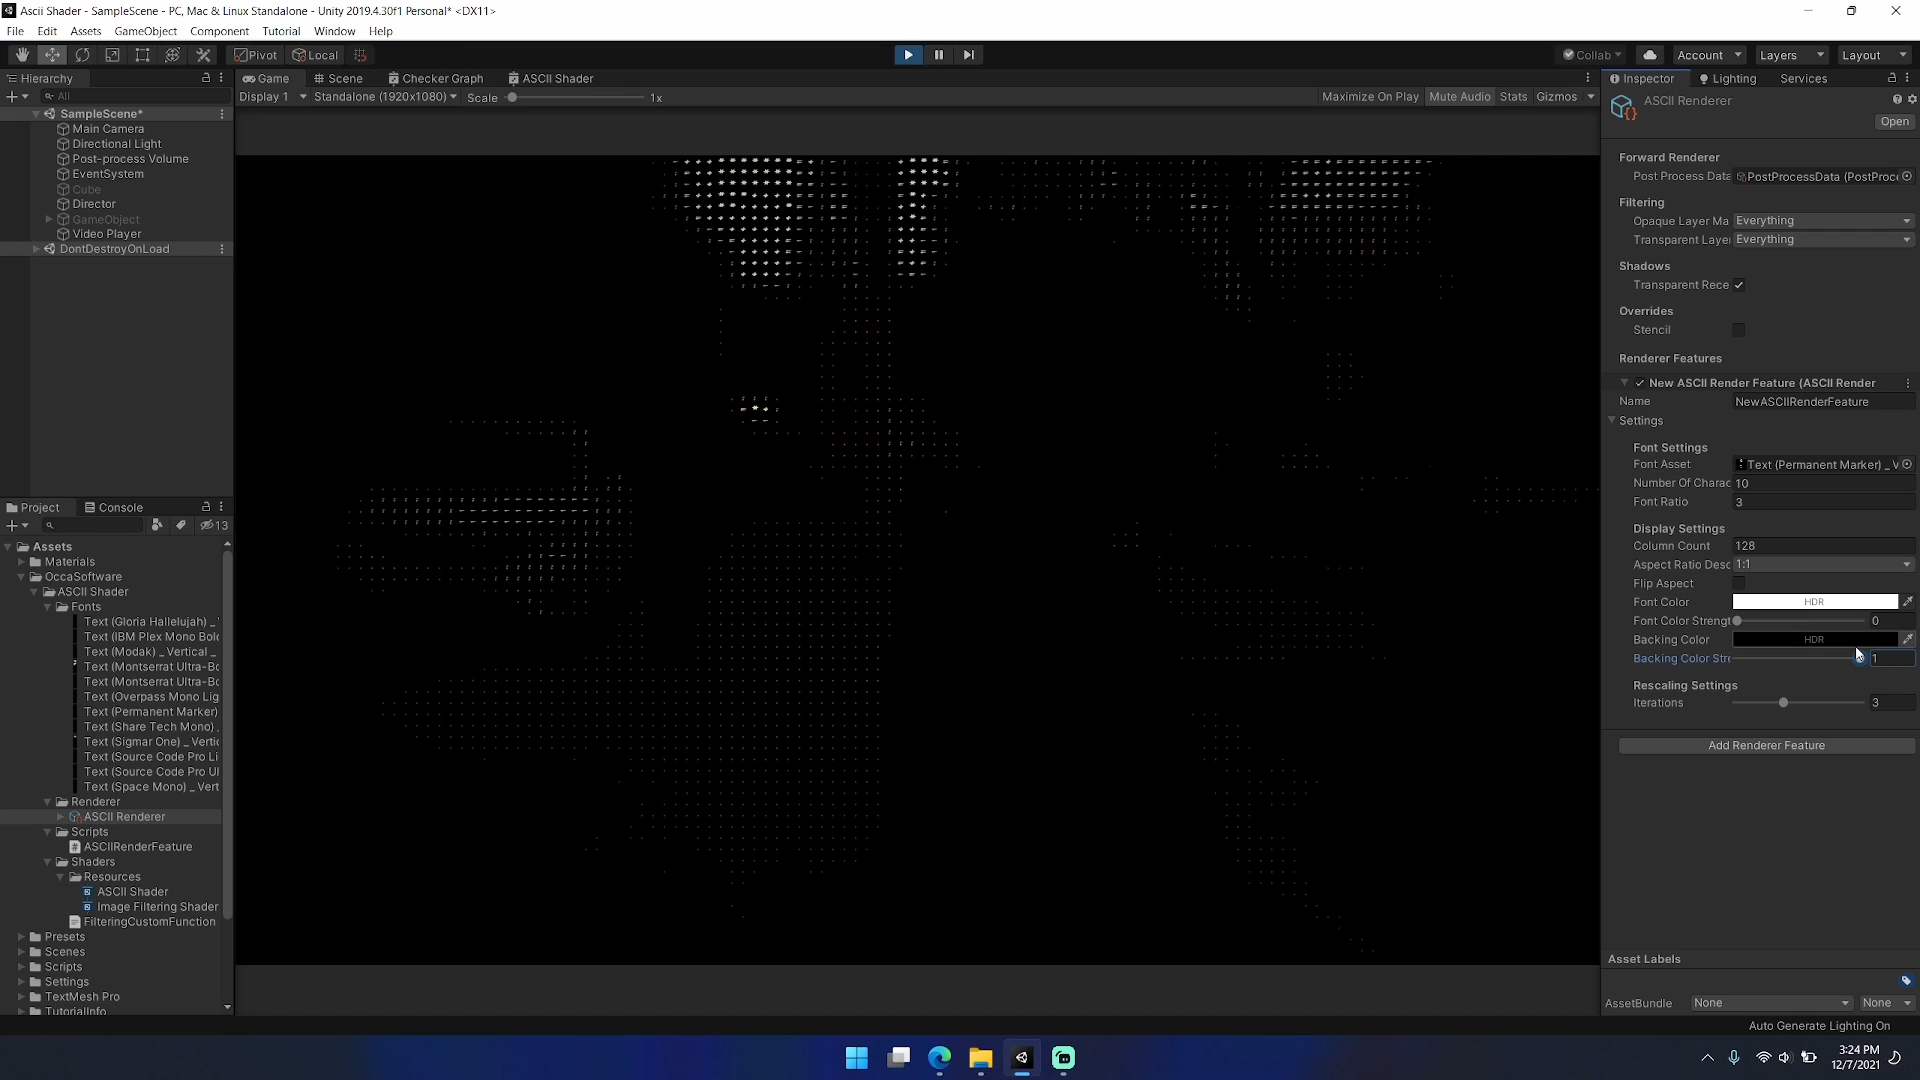 Ascii Shader - SampleScene - PC, Mac & Linux Standalone - Unity 2019.4.30f1 Personal* <DX11>
File Edit Assets GameObject Component Tutorial Window Help
Pivot Local Collab Account Layers Layout
Hierarchy
All
SampleScene*
Main Camera
Directional Light
Post-process Volume
EventSystem
Cube
Director
GameObject
Video Player
DontDestroyOnLoad
Game Scene Checker Graph ASCII Shader
Display 1 Standalone (1920x1080) Scale 1x Maximize On Play Mute Audio Stats Gizmos
Project Console
13
Assets
Materials
OccaSoftware
ASCII Shader
Fonts
Text (Gloria Hallelujah) _
Text (IBM Plex Mono Bol
Text (Modak) _ Vertical _
Text (Montserrat Ultra-Bo
Text (Montserrat Ultra-Bo
Text (Overpass Mono Lig
Text (Permanent Marker)
Text (Share Tech Mono)
Text (Sigmar One) _ Vertic
Text (Source Code Pro Li
Text (Source Code Pro Ul
Text (Space Mono) _ Vert
Renderer
ASCII Renderer
Scripts
ASCIIRenderFeature
Shaders
Resources
ASCII Shader
Image Filtering Shader
FilteringCustomFunction
Presets
Scenes
Scripts
Settings
TextMesh Pro
TutorialInfo
Inspector Lighting Services
ASCII Renderer
Open
Forward Renderer
Post Process Data PostProcessData (PostProce
Filtering
Opaque Layer Ma Everything
Transparent Layer Everything
Shadows
Transparent Rece
Overrides
Stencil
Renderer Features
New ASCII Render Feature (ASCII Render
Name NewASCIIRenderFeature
Settings
Font Settings
Font Asset Text (Permanent Marker) _ V
Number Of Charac 10
Font Ratio 3
Display Settings
Column Count 128
Aspect Ratio Desc 1:1
Flip Aspect
Font Color HDR
Font Color Strengt 0
Backing Color HDR
Backing Color Stre 1
Rescaling Settings
Iterations 3
Add Renderer Feature
Asset Labels
AssetBundle None None
Auto Generate Lighting On
3:24 PM
12/7/2021